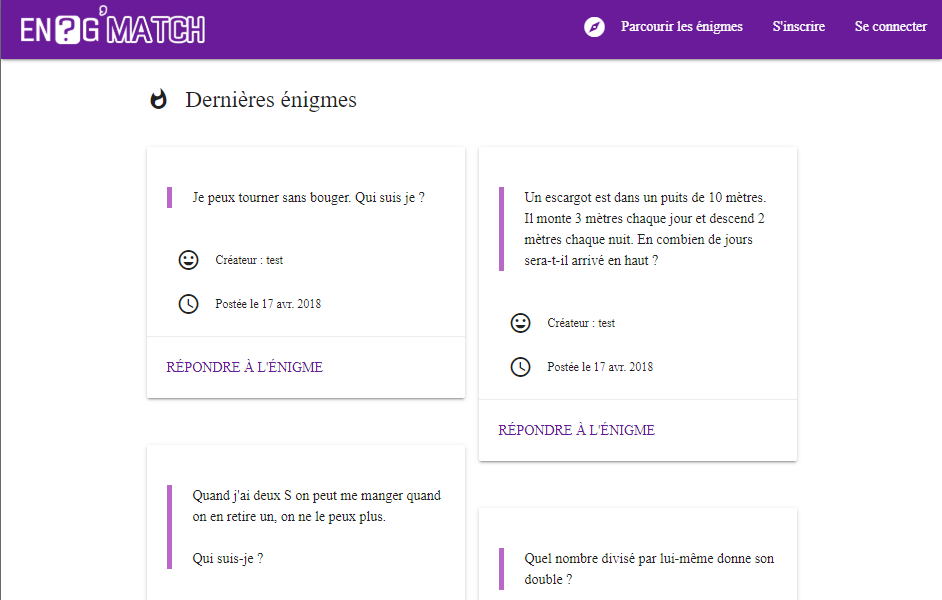 EN?G'MATCH
Parcourir les énigmes
S'inscrire
Se connecter
Dernières énigmes
Je peux tourner sans bouger. Qui suis je ?
Créateur : test
Postée le 17 avr. 2018
RÉPONDRE À L'ÉNIGME
Un escargot est dans un puits de 10 mètres.
Il monte 3 mètres chaque jour et descend 2
mètres chaque nuit. En combien de jours
sera-t-il arrivé en haut ?
Créateur : test
Postée le 17 avr. 2018
RÉPONDRE À L'ÉNIGME
Quand j'ai deux S on peut me manger quand
on en retire un, on ne le peux plus.
Qui suis-je ?
Quel nombre divisé par lui-même donne son
double ?